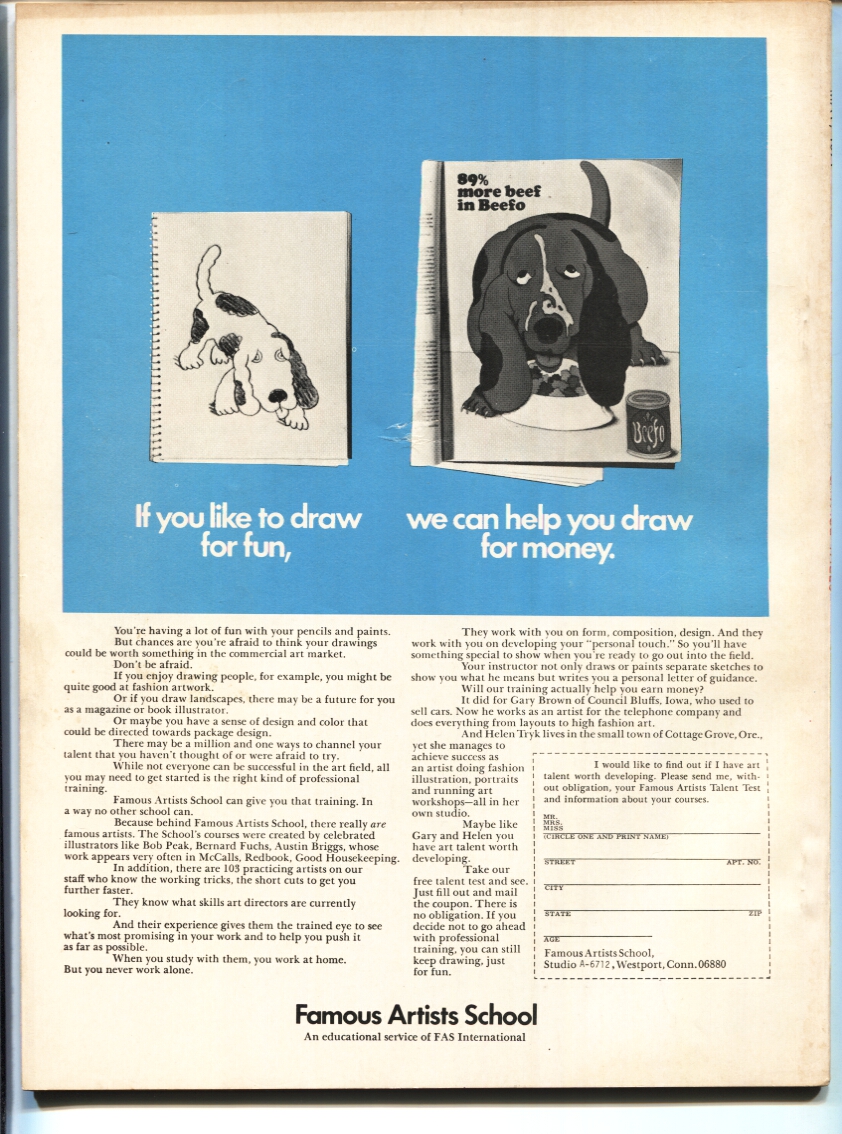 89%
more beef
in Beefo
Beefo
If you like to draw
for fun,
we can help you draw
for money.
You're having a lot of fun with your pencils and paints.
But chances are you're afraid to think your drawings
could be worth something in the commercial art market.
Don't be afraid.
If you enjoy drawing people, for example, you might be
quite good at fashion artwork.
Or if you draw landscapes, there may be a future for you
as a magazine or book illustrator.
Or maybe you have a sense of design and color that
could be directed towards package design.
There may be a million and one ways to channel your
talent that you haven't thought of or were afraid to try.
While not everyone can be successful in the art field, all
you may need to get started is the right kind of professional
training.
Famous Artists School can give you that training. In
a way no other school can.
Because behind Famous Artists School, there really are
famous artists. The School's courses were created by celebrated
illustrators like Bob Peak, Bernard Fuchs, Austin Briggs, whose
work appears very often in McCalls, Redbook, Good Housekeeping.
In addition, there are 103 practicing artists on our
staff who know the working tricks, the short cuts to get you
further faster.
They know what skills art directors are currently
looking for.
And their experience gives them the trained eye to see
what's most promising in your work and to help you push it
as far as possible.
When you study with them, you work at home.
But you never work alone.
They work with you on form, composition, design. And they
work with you on developing your "personal touch." So you'll have
something special to show when you're ready to go out into the field.
Your instructor not only draws or paints separate sketches to
show you what he means but writes you a personal letter of guidance.
Will our training actually help you earn money?
It did for Gary Brown of Council Bluffs, Iowa, who used to
sell cars. Now he works as an artist for the telephone company and
does everything from layouts to high fashion art.
And Helen Tryk lives in the small town of Cottage Grove, Ore.,
yet she manages to
achieve success as
an artist doing fashion
illustration, portraits
and running art
workshops—all in her
own studio.
Maybe like
Gary and Helen you
have art talent worth
developing.
Take our
free talent test and see.
Just fill out and mail
the coupon. There is
no obligation. If you
decide not to go ahead
with professional
training, you can still
keep drawing, just
for fun.
I would like to find out if I have art
talent worth developing. Please send me, with-
out obligation, your Famous Artists Talent Test
and information about your courses.
MR.
MRS.
MISS
(CIRCLE ONE AND PRINT NAME)
STREET APT. NO.
CITY
STATE ZIP
AGE
Famous Artists School,
Studio A-6712, Westport, Conn. 06880
Famous Artists School
An educational service of FAS International